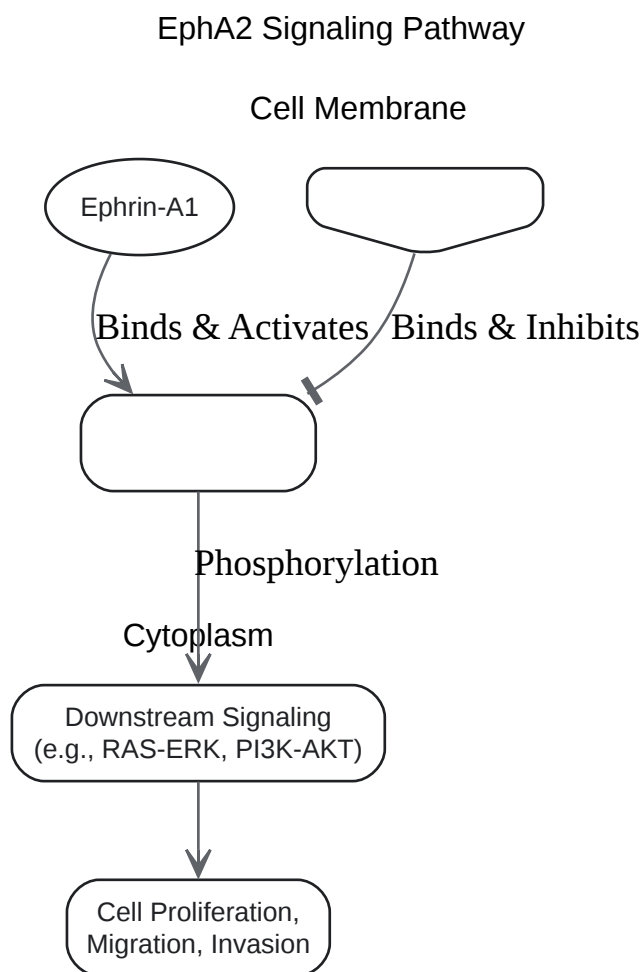 EphA2 Signaling Pathway
Cell Membrane
Ephrin-A1
Binds & Activates
Binds & Inhibits
Phosphorylation
Cytoplasm
Downstream Signaling
(e.g., RAS-ERK, PI3K-AKT)
Cell Proliferation,
Migration, Invasion